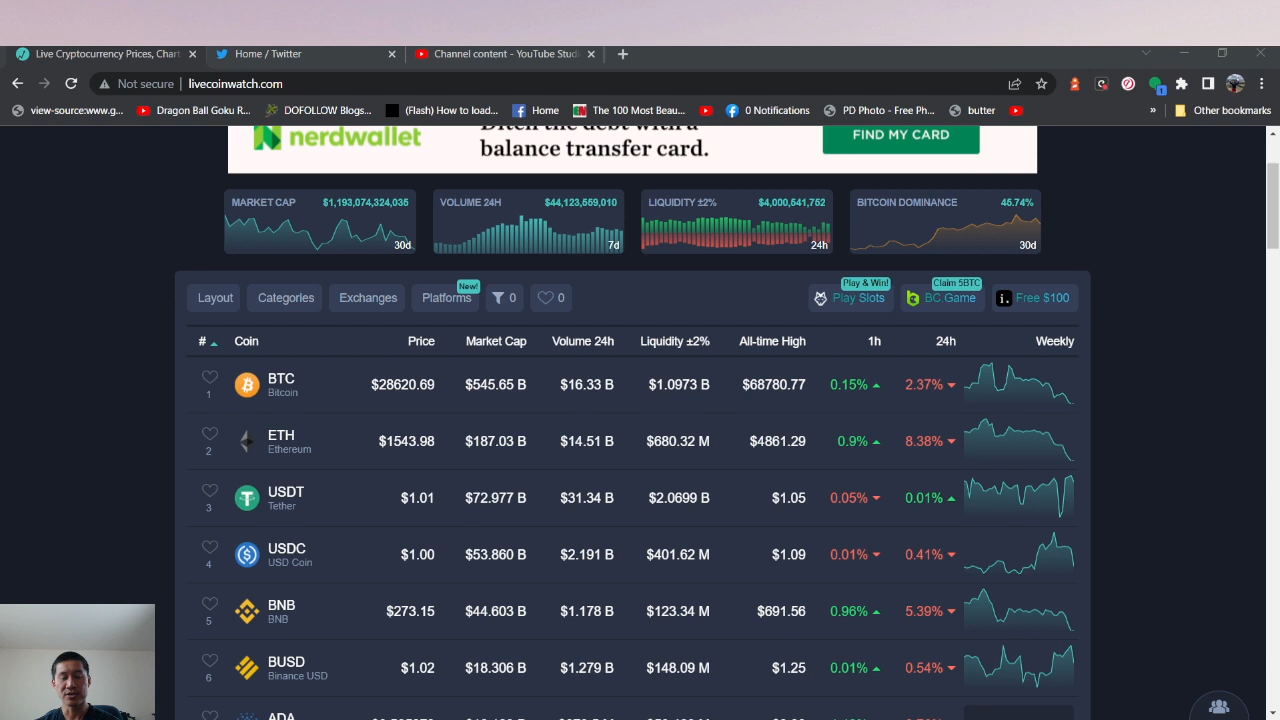 Live Cryptocurrency Prices, Chart
Home / Twitter
Channel content - YouTube Studi
Not secure | livecoinwatch.com
view-source:www.g...
Dragon Ball Goku R...
DOFOLLOW Blogs...
(Flash) How to load...
Home
The 100 Most Beau...
0 Notifications
PD Photo - Free Ph...
butter
»
Other bookmarks
Ditch the debt with a
nerdwallet
balance transfer card.
FIND MY CARD
MARKET CAP $1,193,074,324,035
30d
VOLUME 24H $44,123,559,010
7d
LIQUIDITY ±2% $4,000,541,752
24h
BITCOIN DOMINANCE 45.74%
30d
Layout
Categories
Exchanges
New!
Platforms
0
0
Play & Win!
Play Slots
Claim 5BTC
BC.Game
Free $100
# Coin Price Market Cap Volume 24h Liquidity ±2% All-time High 1h 24h Weekly
1 BTC $28620.69 $545.65 B $16.33 B $1.0973 B $68780.77 0.15% 2.37%
Bitcoin
2 ETH $1543.98 $187.03 B $14.51 B $680.32 M $4861.29 0.9% 8.38%
Ethereum
3 USDT $1.01 $72.977 B $31.34 B $2.0699 B $1.05 0.05% 0.01%
Tether
4 USDC $1.00 $53.860 B $2.191 B $401.62 M $1.09 0.01% 0.41%
USD Coin
5 BNB $273.15 $44.603 B $1.178 B $123.34 M $691.56 0.96% 5.39%
BNB
6 BUSD $1.02 $18.306 B $1.279 B $148.09 M $1.25 0.01% 0.54%
Binance USD
ADA